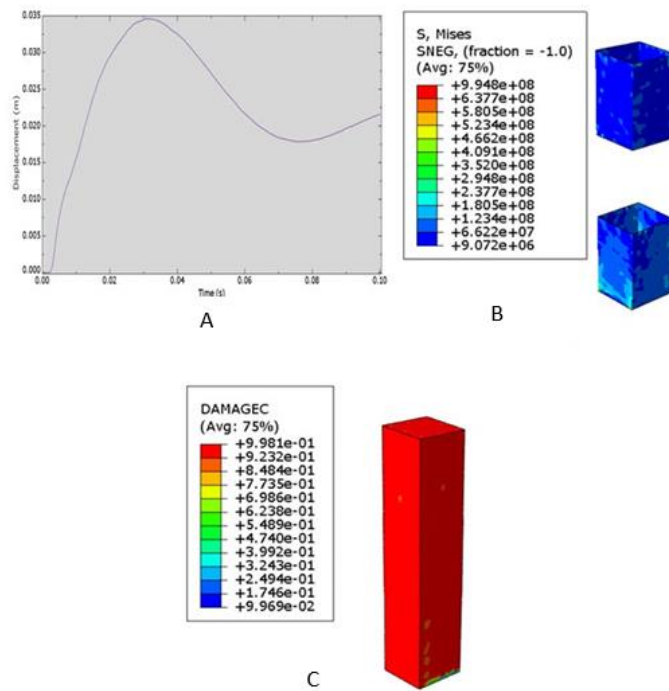 0.035
0.030
0.025
0.020
0.015
0.010
0.005
0.000
Displacement (m)
0.00 0.02 0.04 0.06 0.08 0.10
Time (s)
A
S, Mises
SNEG, (fraction = -1.0)
(Avg: 75%)
+9.948e+08
+6.377e+08
+5.805e+08
+5.234e+08
+4.662e+08
+4.091e+08
+3.520e+08
+2.948e+08
+2.377e+08
+1.805e+08
+1.234e+08
+6.622e+07
+9.072e+06
B
DAMAGEC
(Avg: 75%)
+9.981e-01
+9.232e-01
+8.484e-01
+7.735e-01
+6.986e-01
+6.238e-01
+5.489e-01
+4.740e-01
+3.992e-01
+3.243e-01
+2.494e-01
+1.746e-01
+9.969e-02
C